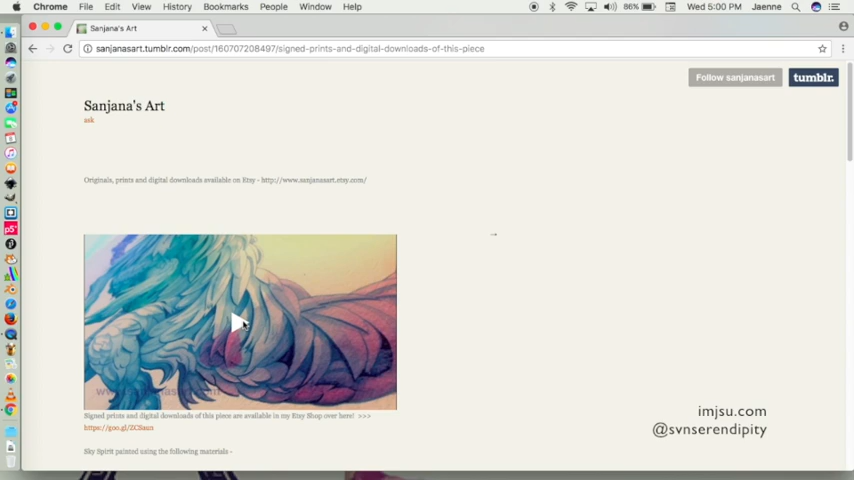 Chrome File Edit View History Bookmarks People Window Help 86% Wed 5:00 PM Jaenne
Sanjana's Art
sanjanasart.tumblr.com/post/160707208497/signed-prints-and-digital-downloads-of-this-piece
Follow sanjanasart tumblr.
Sanjana's Art
ask
Originals, prints and digital downloads available on Etsy - http://www.sanjanasart.etsy.com/
Signed prints and digital downloads of this piece are available in my Etsy Shop over here! >>>
https://goo.gl/ZCSaun
Sky Spirit painted using the following materials -
imjsu.com
@svnserendipity